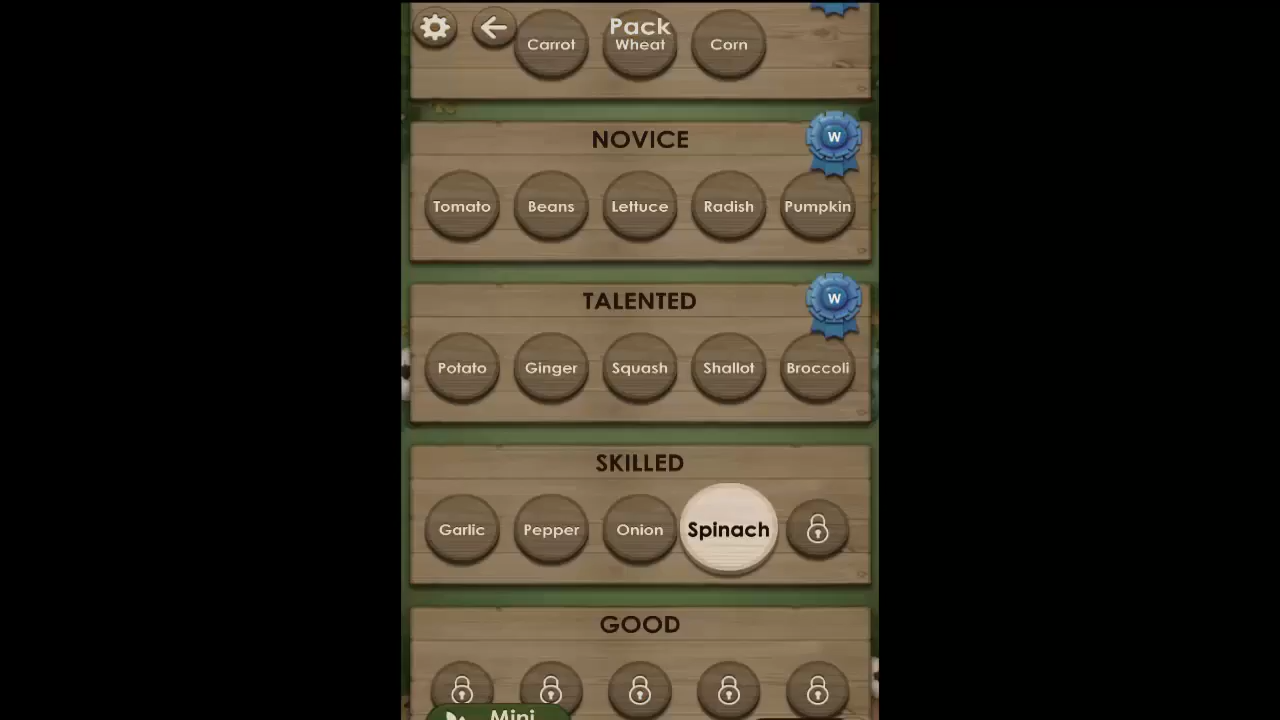 Pack
Carrot Wheat Corn
NOVICE
W
Tomato Beans Lettuce Radish Pumpkin
TALENTED
W
Potato Ginger Squash Shallot Broccoli
SKILLED
Garlic Pepper Onion Spinach
GOOD
Mini